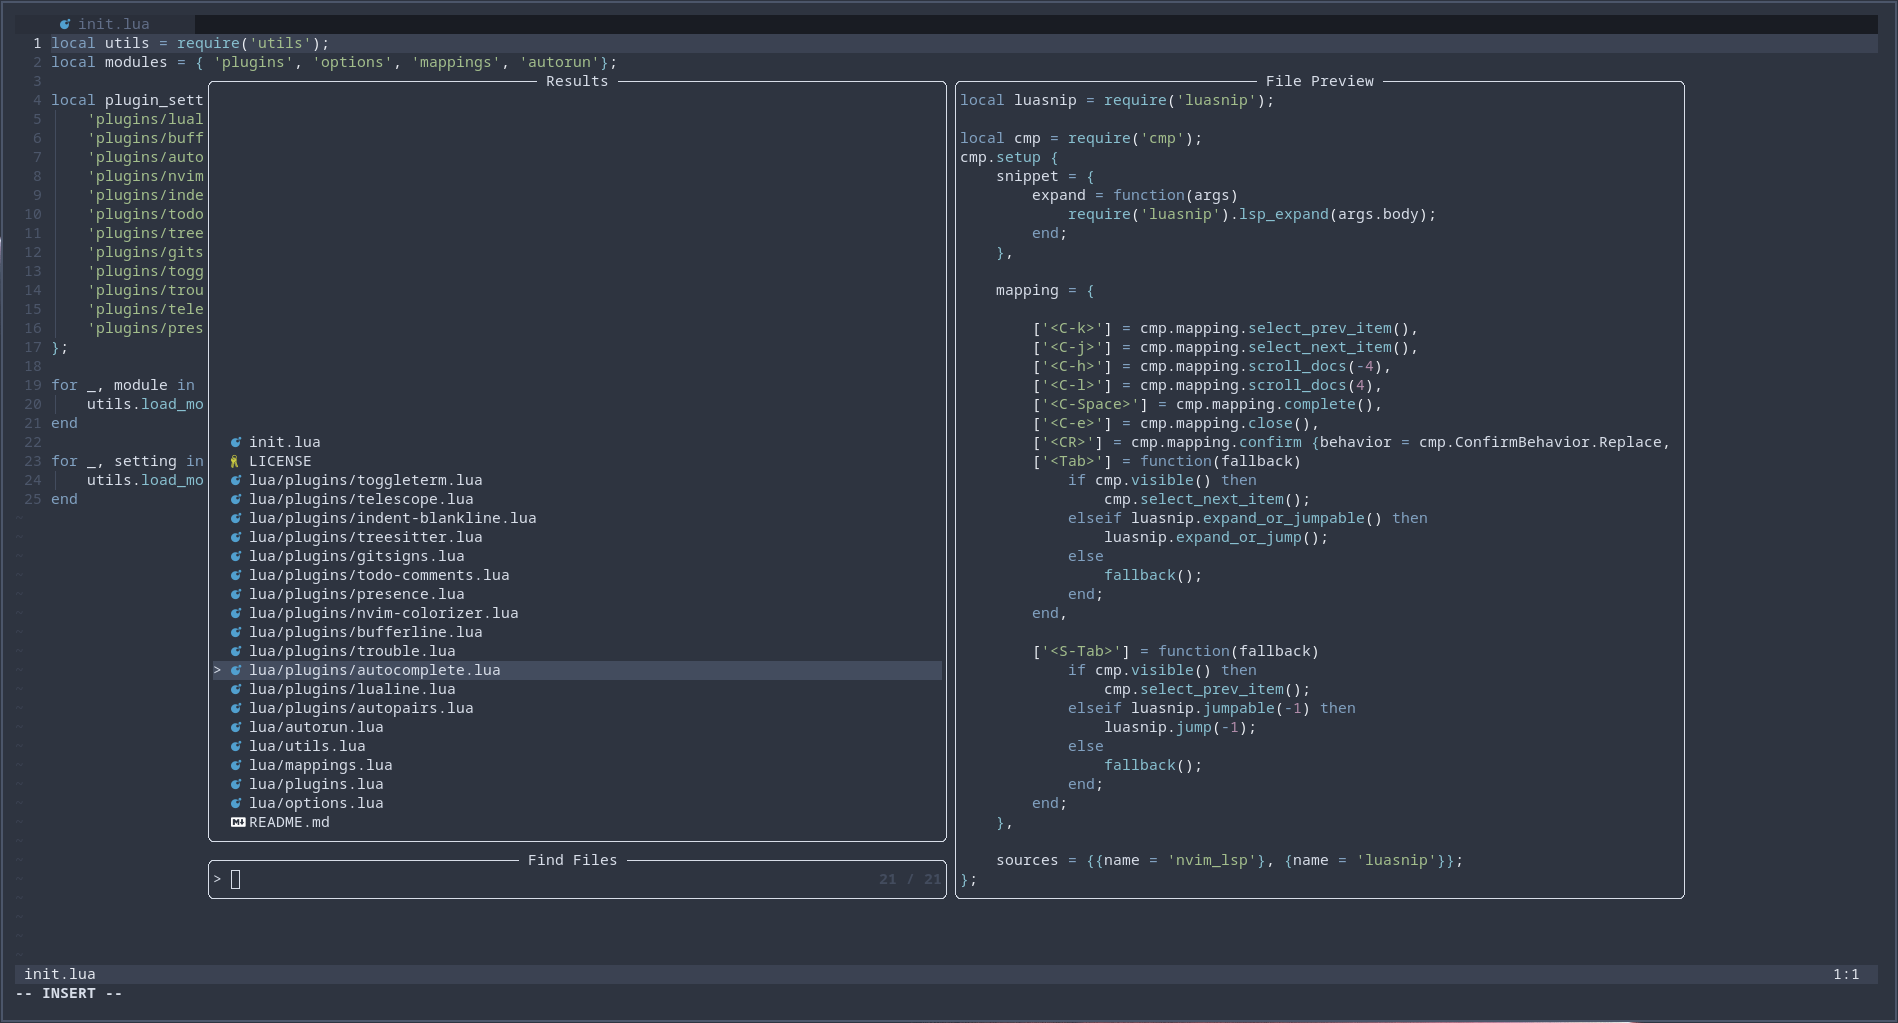 init.lua
1 local utils = require('utils');
2 local modules = { 'plugins', 'options', 'mappings', 'autorun'};
3
4 local plugin_sett
5 'plugins/lual
6 'plugins/buff
7 'plugins/auto
8 'plugins/nvim
9 'plugins/inde
10 'plugins/todo
11 'plugins/tree
12 'plugins/gits
13 'plugins/togg
14 'plugins/trou
15 'plugins/tele
16 'plugins/pres
17 };
18
19 for _, module in
20 utils.load_mo
21 end
22
23 for _, setting in
24 utils.load_mo
25 end
Results
init.lua
LICENSE
lua/plugins/toggleterm.lua
lua/plugins/telescope.lua
lua/plugins/indent-blankline.lua
lua/plugins/treesitter.lua
lua/plugins/gitsigns.lua
lua/plugins/todo-comments.lua
lua/plugins/presence.lua
lua/plugins/nvim-colorizer.lua
lua/plugins/bufferline.lua
lua/plugins/trouble.lua
> lua/plugins/autocomplete.lua
lua/plugins/lualine.lua
lua/plugins/autopairs.lua
lua/autorun.lua
lua/utils.lua
lua/mappings.lua
lua/plugins.lua
lua/options.lua
README.md
Find Files
> 21 / 21
File Preview
local luasnip = require('luasnip');

local cmp = require('cmp');
cmp.setup {
    snippet = {
        expand = function(args)
            require('luasnip').lsp_expand(args.body);
        end;
    },

    mapping = {

        ['<C-k>'] = cmp.mapping.select_prev_item(),
        ['<C-j>'] = cmp.mapping.select_next_item(),
        ['<C-h>'] = cmp.mapping.scroll_docs(-4),
        ['<C-l>'] = cmp.mapping.scroll_docs(4),
        ['<C-Space>'] = cmp.mapping.complete(),
        ['<C-e>'] = cmp.mapping.close(),
        ['<CR>'] = cmp.mapping.confirm {behavior = cmp.ConfirmBehavior.Replace,
        ['<Tab>'] = function(fallback)
            if cmp.visible() then
                cmp.select_next_item();
            elseif luasnip.expand_or_jumpable() then
                luasnip.expand_or_jump();
            else
                fallback();
            end;
        end,

        ['<S-Tab>'] = function(fallback)
            if cmp.visible() then
                cmp.select_prev_item();
            elseif luasnip.jumpable(-1) then
                luasnip.jump(-1);
            else
                fallback();
            end;
        end;
    },

    sources = {{name = 'nvim_lsp'}, {name = 'luasnip'}};
};
init.lua 1:1
-- INSERT --